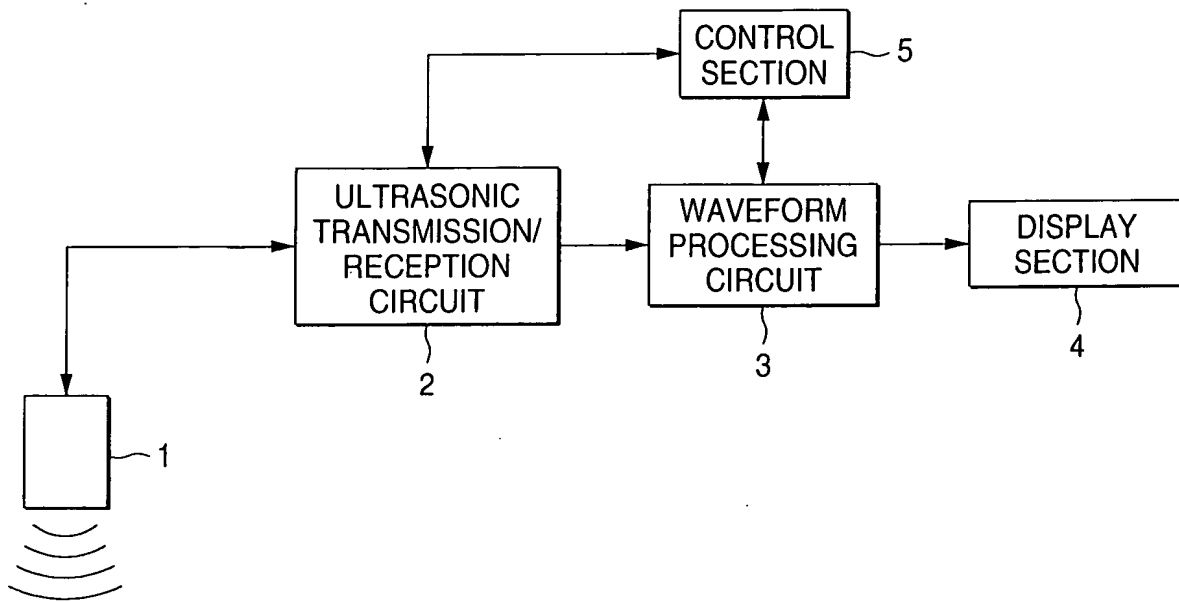 CONTROL
SECTION
5
ULTRASONIC
TRANSMISSION/
RECEPTION
CIRCUIT
2
WAVEFORM
PROCESSING
CIRCUIT
3
DISPLAY
SECTION
4
1